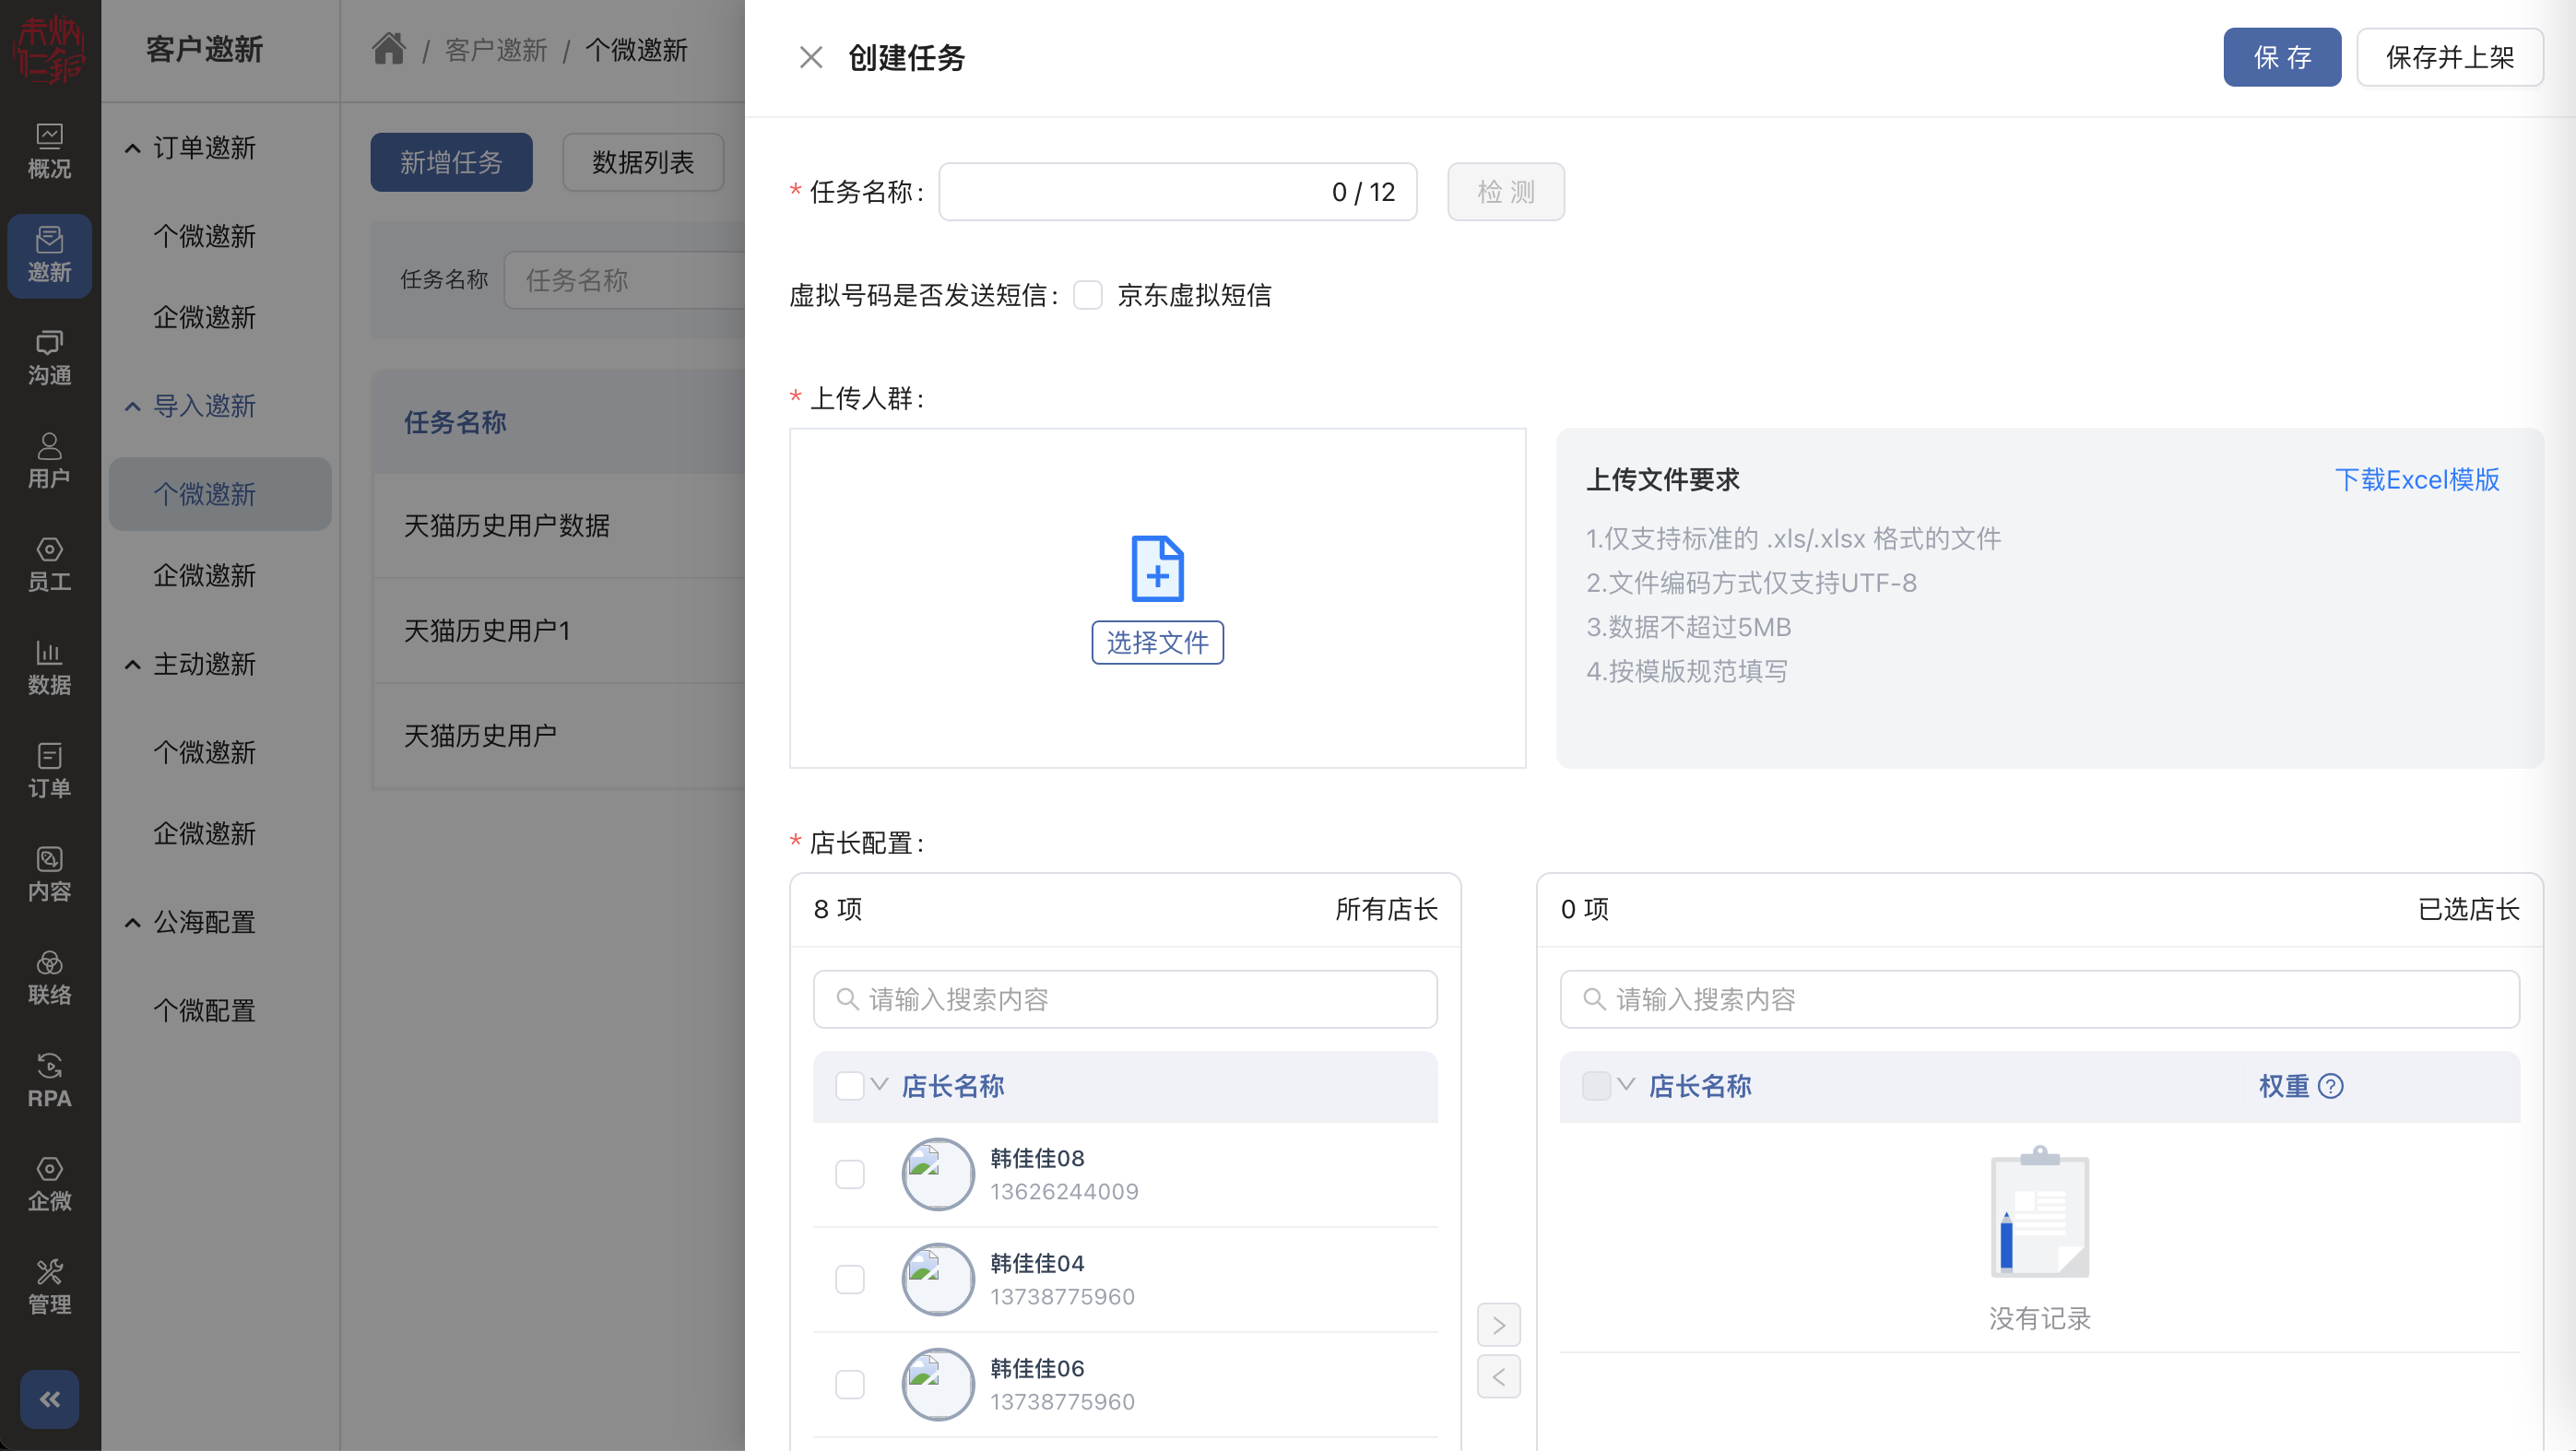 未炳
仁銘
概况
邀新
沟通
用户
员工
数据
订单
内容
联络
RPA
企微
管理
客户邀新
订单邀新
个微邀新
企微邀新
导入邀新
个微邀新
企微邀新
主动邀新
个微邀新
企微邀新
公海配置
个微配置
/ 客户邀新 / 个微邀新
新增任务 数据列表
任务名称 任务名称
任务名称
天猫历史用户数据
天猫历史用户1
天猫历史用户
创建任务 保 存 保存并上架
* 任务名称: 0 / 12 检 测
虚拟号码是否发送短信: 京东虚拟短信
* 上传人群:
选择文件
上传文件要求 下载Excel模版
1.仅支持标准的 .xls/.xlsx 格式的文件
2.文件编码方式仅支持UTF-8
3.数据不超过5MB
4.按模版规范填写
* 店长配置:
8 项 所有店长
请输入搜索内容
店长名称
韩佳佳08
13626244009
韩佳佳04
13738775960
韩佳佳06
13738775960
0 项 已选店长
请输入搜索内容
店长名称 权重
没有记录